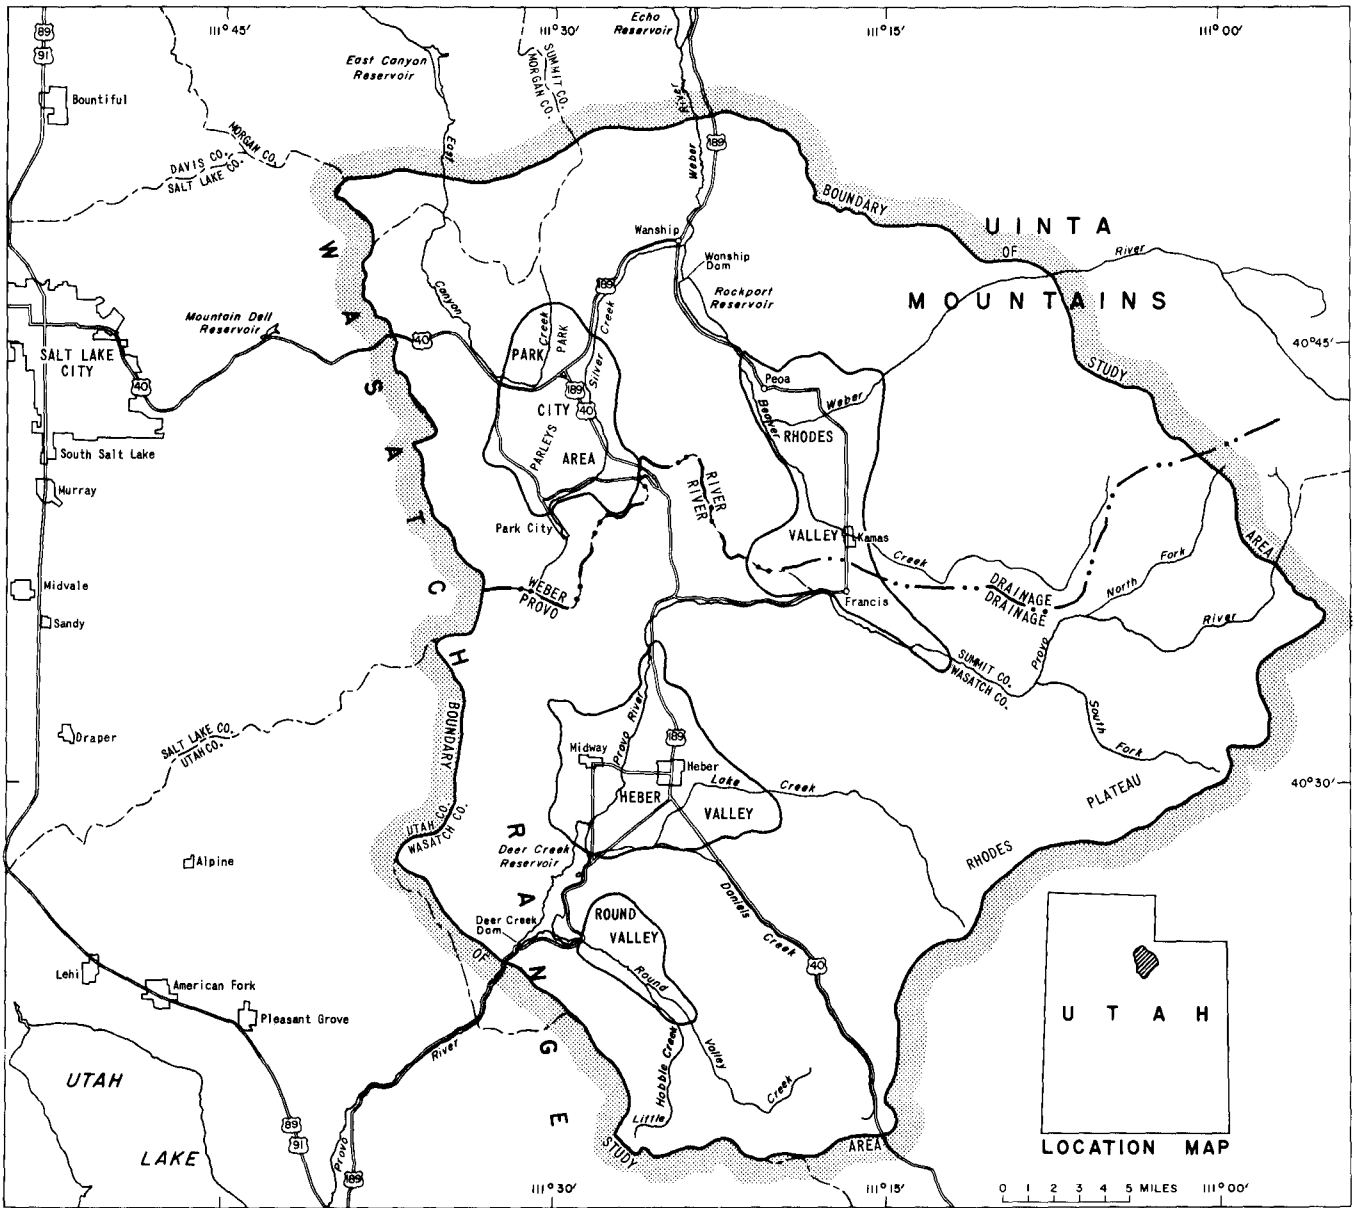 111°45′
111°30′
111°15′
111°00′
89
91
Bountiful
East Canyon
Reservoir
Echo
Reservoir
SUMMIT CO.
MORGAN CO.
MORGAN CO.
DAVIS CO.
SALT LAKE CO.
East
Canyon
Weber
River
189
BOUNDARY
OF
STUDY
AREA
UINTA
MOUNTAINS
River
Wanship
Wanship
Dam
Rockport
Reservoir
189
Creek
Silver
Mountain Dell
Reservoir
40
SALT LAKE
CITY
40
40°45′
PARK
CITY
AREA
Creek
PARK
PARLEYS
189
40
Peoa
Weber
Beaver
RHODES
VALLEY
South Salt Lake
Murray
RIVER
RIVER
Park City
Kamas
Creek
Francis
WEBER
PROVO
DRAINAGE
DRAINAGE
North
Fork
Provo
River
Midvale
Sandy
WASATCH
RANGE
SUMMIT CO.
WASATCH CO.
South
Fork
SALT LAKE CO.
UTAH CO.
Draper
BOUNDARY
Provo
River
189
Midway
Heber
Lake
Creek
HEBER
VALLEY
40°30′
PLATEAU
RHODES
UTAH CO.
WASATCH CO.
Alpine
Deer Creek
Reservoir
Daniels
Creek
40
Deer Creek
Dam
ROUND
VALLEY
Round
Valley
Creek
OF
Lehi
American Fork
Pleasant Grove
River
Provo
Little
Hobble Creek
UTAH
LAKE
89
91
189
STUDY
AREA
UTAH
LOCATION MAP
0 1 2 3 4 5 MILES
111°30′
111°15′
111°00′